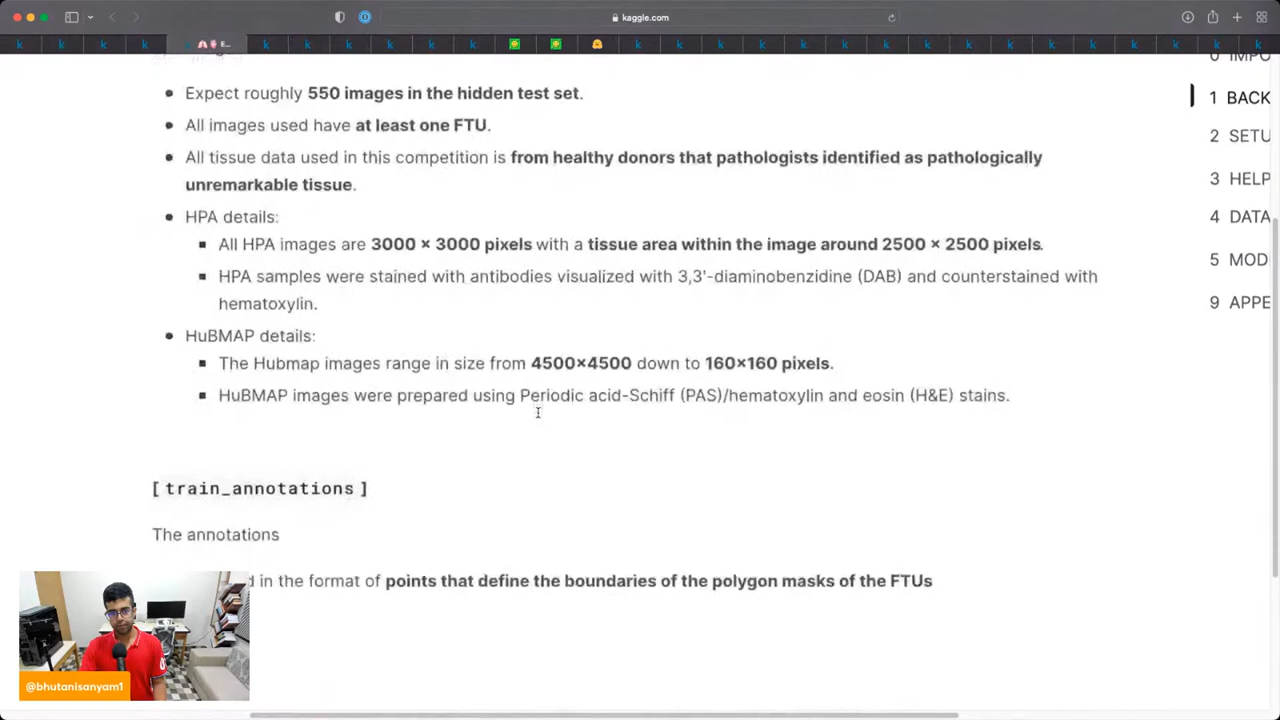 kaggle.com
E...
0 IMPO
Expect roughly 550 images in the hidden test set.
1 BACK
All images used have at least one FTU.
2 SETU
All tissue data used in this competition is from healthy donors that pathologists identified as pathologically
unremarkable tissue.
3 HELP
HPA details:
4 DATA
All HPA images are 3000 × 3000 pixels with a tissue area within the image around 2500 × 2500 pixels.
5 MOD
HPA samples were stained with antibodies visualized with 3,3'-diaminobenzidine (DAB) and counterstained with
hematoxylin.
9 APPE
HuBMAP details:
The Hubmap images range in size from 4500×4500 down to 160×160 pixels.
HuBMAP images were prepared using Periodic acid-Schiff (PAS)/hematoxylin and eosin (H&E) stains.
[ train_annotations ]
The annotations
d in the format of points that define the boundaries of the polygon masks of the FTUs
@bhutanisanyam1